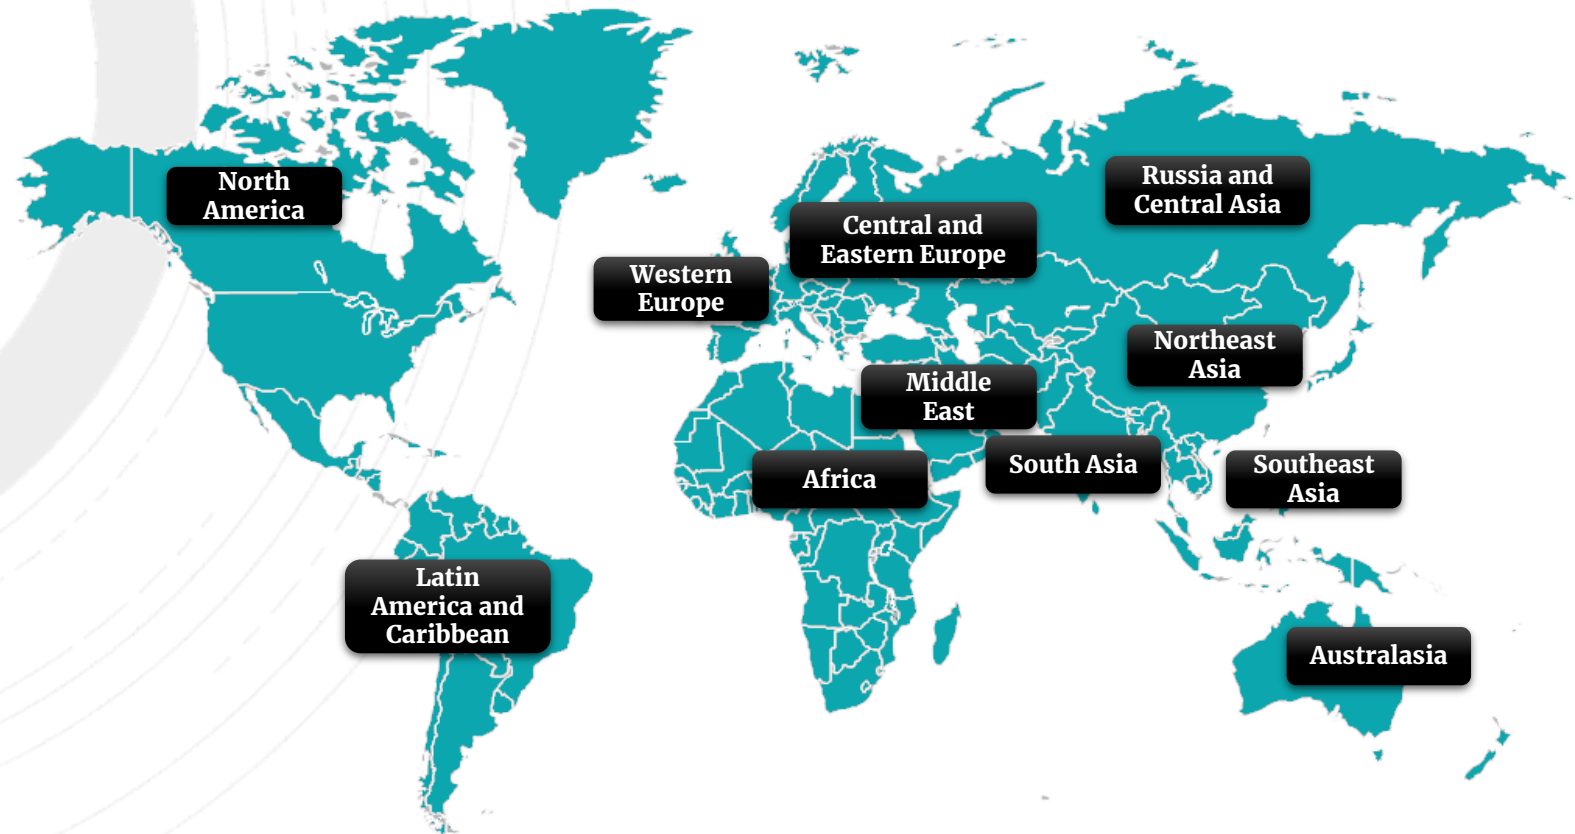 North
America
Russia and
Central Asia
Central and
Eastern Europe
Western
Europe
Northeast
Asia
Middle
East
South Asia
Africa
Southeast
Asia
Latin
America and
Caribbean
Australasia